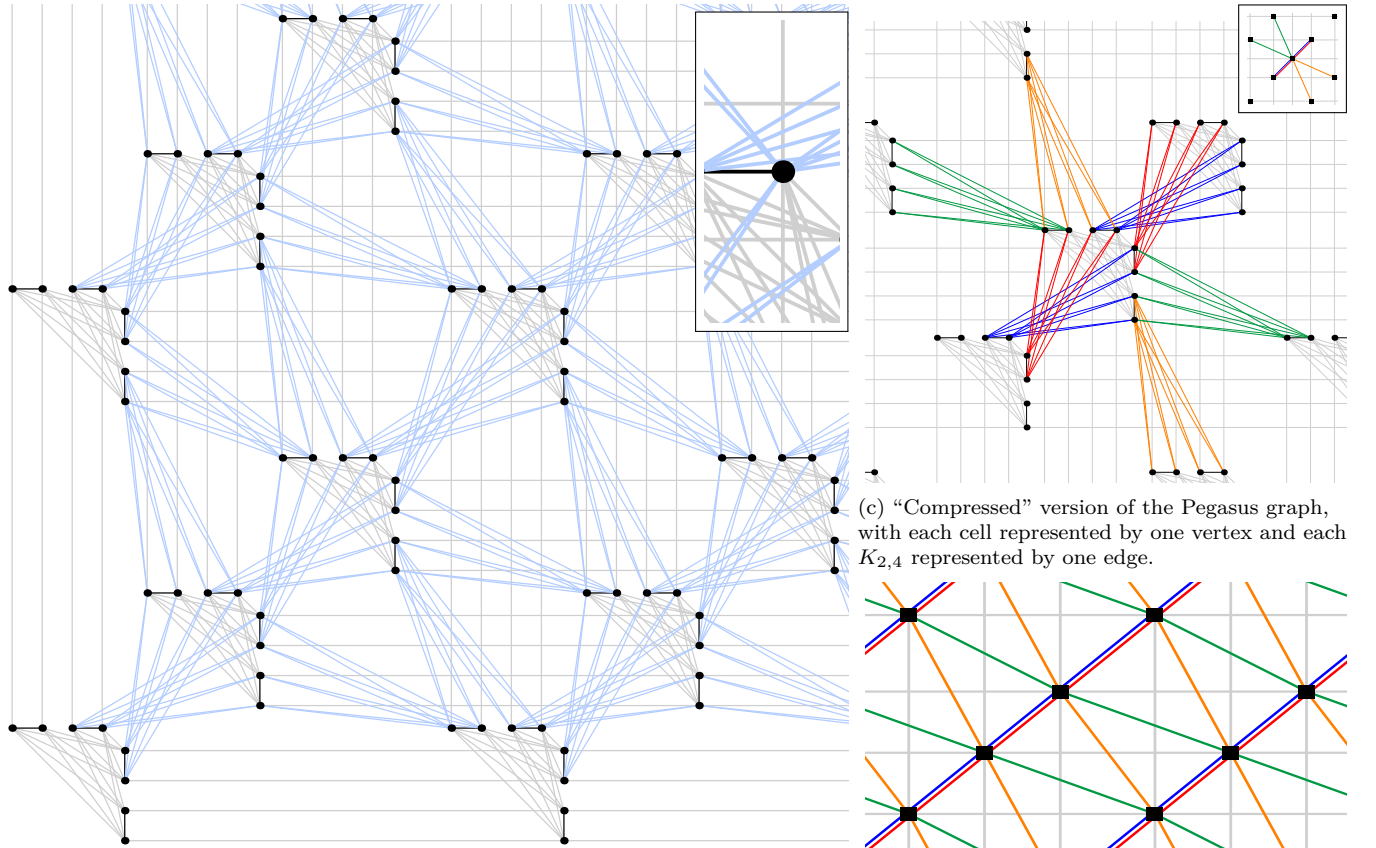 (c) “Compressed” version of the Pegasus graph,
with each cell represented by one vertex and each
K2,4 represented by one edge.